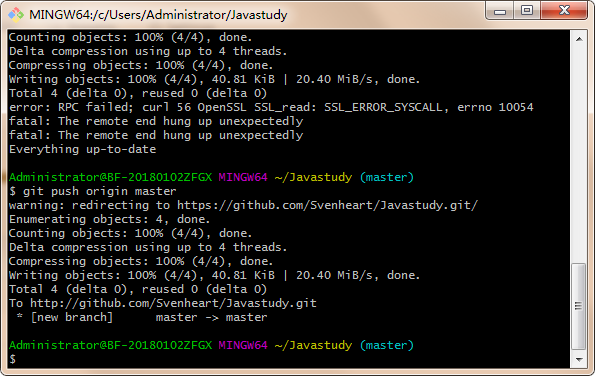 MINGW64:/c/Users/Administrator/Javastudy
Counting objects: 100% (4/4), done.
Delta compression using up to 4 threads.
Compressing objects: 100% (4/4), done.
Writing objects: 100% (4/4), 40.81 KiB | 20.40 MiB/s, done.
Total 4 (delta 0), reused 0 (delta 0)
error: RPC failed; curl 56 OpenSSL SSL_read: SSL_ERROR_SYSCALL, errno 10054
fatal: The remote end hung up unexpectedly
fatal: The remote end hung up unexpectedly
Everything up-to-date
Administrator@BF-20180102ZFGX MINGW64 ~/Javastudy (master)
$ git push origin master
warning: redirecting to https://github.com/Svenheart/Javastudy.git/
Enumerating objects: 4, done.
Counting objects: 100% (4/4), done.
Delta compression using up to 4 threads.
Compressing objects: 100% (4/4), done.
Writing objects: 100% (4/4), 40.81 KiB | 20.40 MiB/s, done.
Total 4 (delta 0), reused 0 (delta 0)
To http://github.com/Svenheart/Javastudy.git
 * [new branch]      master -> master
Administrator@BF-20180102ZFGX MINGW64 ~/Javastudy (master)
$